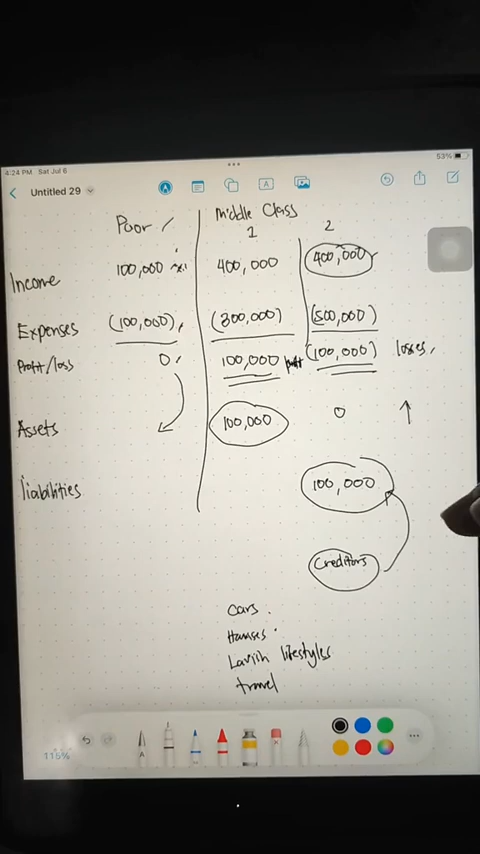 53%
4:24 PM Sat Jul 6
Untitled 29
Poor
Middle Class
1 2
Income 100,000 400,000 400,000
Expenses (100,000) (300,000) (500,000)
Profit/loss 0 100,000 (100,000) losses,
Assets 100,000 0
liabilities 100,000
Creditors
Cars.
Lavish lifestyles
travel
A
115%